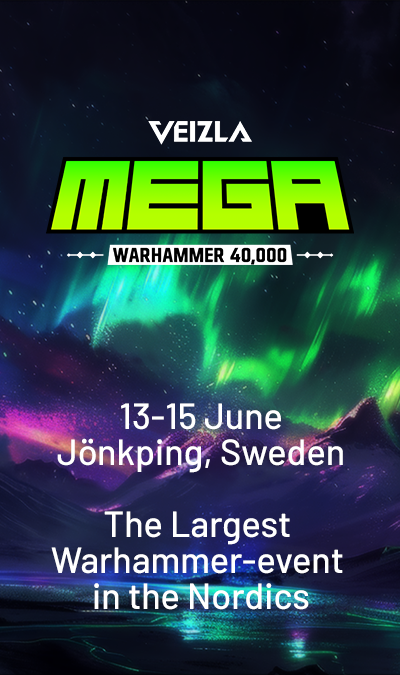 VEIZLA
MEGA
WARHAMMER 40,000
13-15 June
Jönkping, Sweden
The Largest
Warhammer-event
in the Nordics